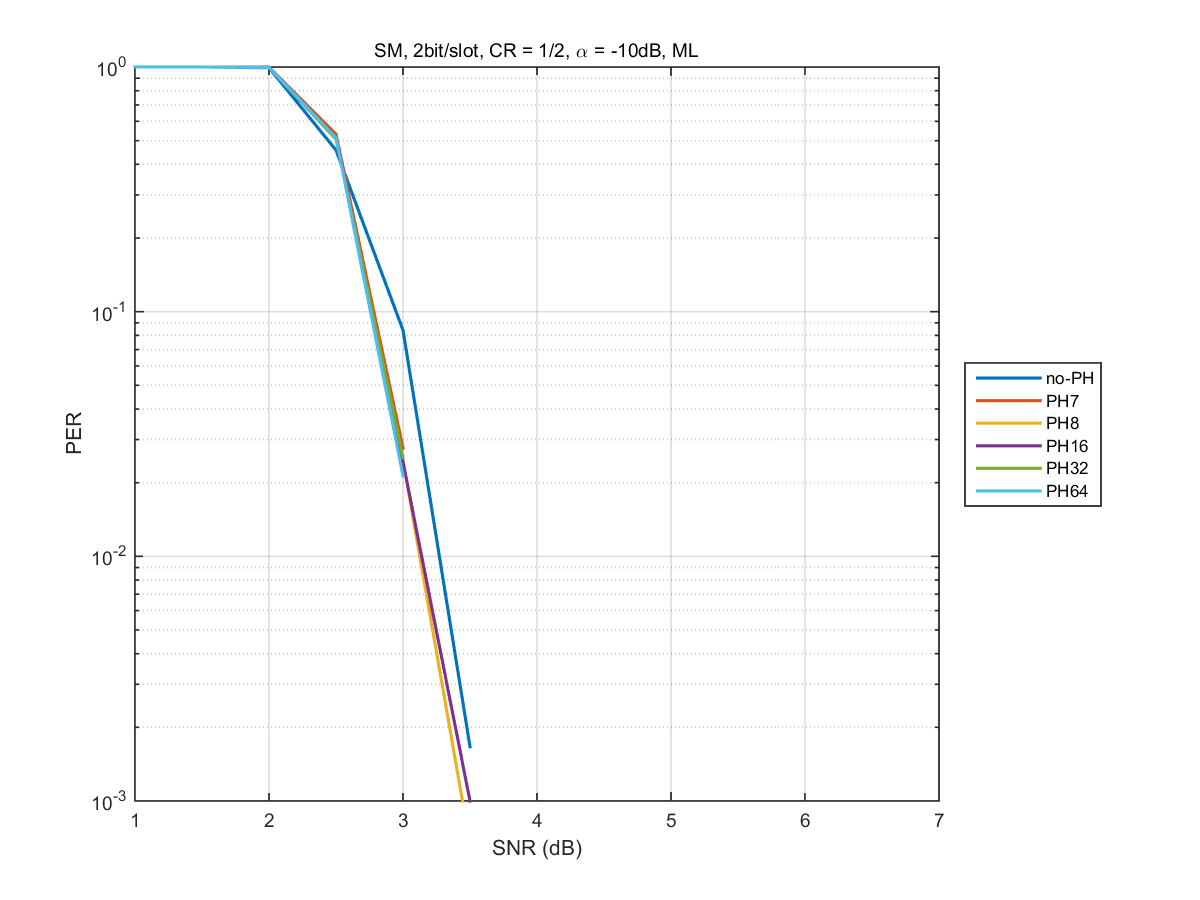 SM, 2bit/slot, CR = 1/2, α = -10dB, ML
10^0
10^-1
10^-2
10^-3
PER
1 2 3 4 5 6 7
SNR (dB)
no-PH
PH7
PH8
PH16
PH32
PH64